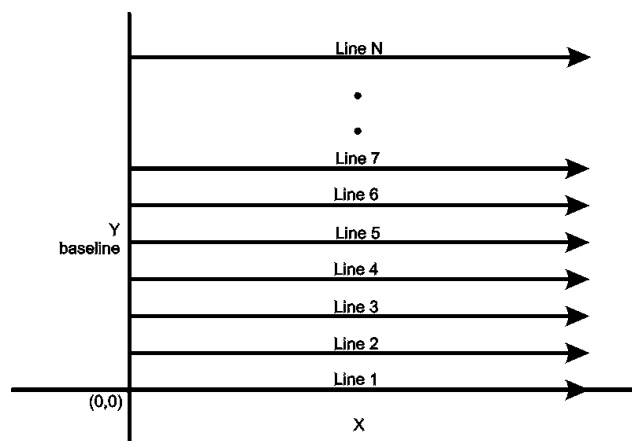 Line N
Line 7
Line 6
Y
baseline
Line 5
Line 4
Line 3
Line 2
Line 1
(0,0)
X